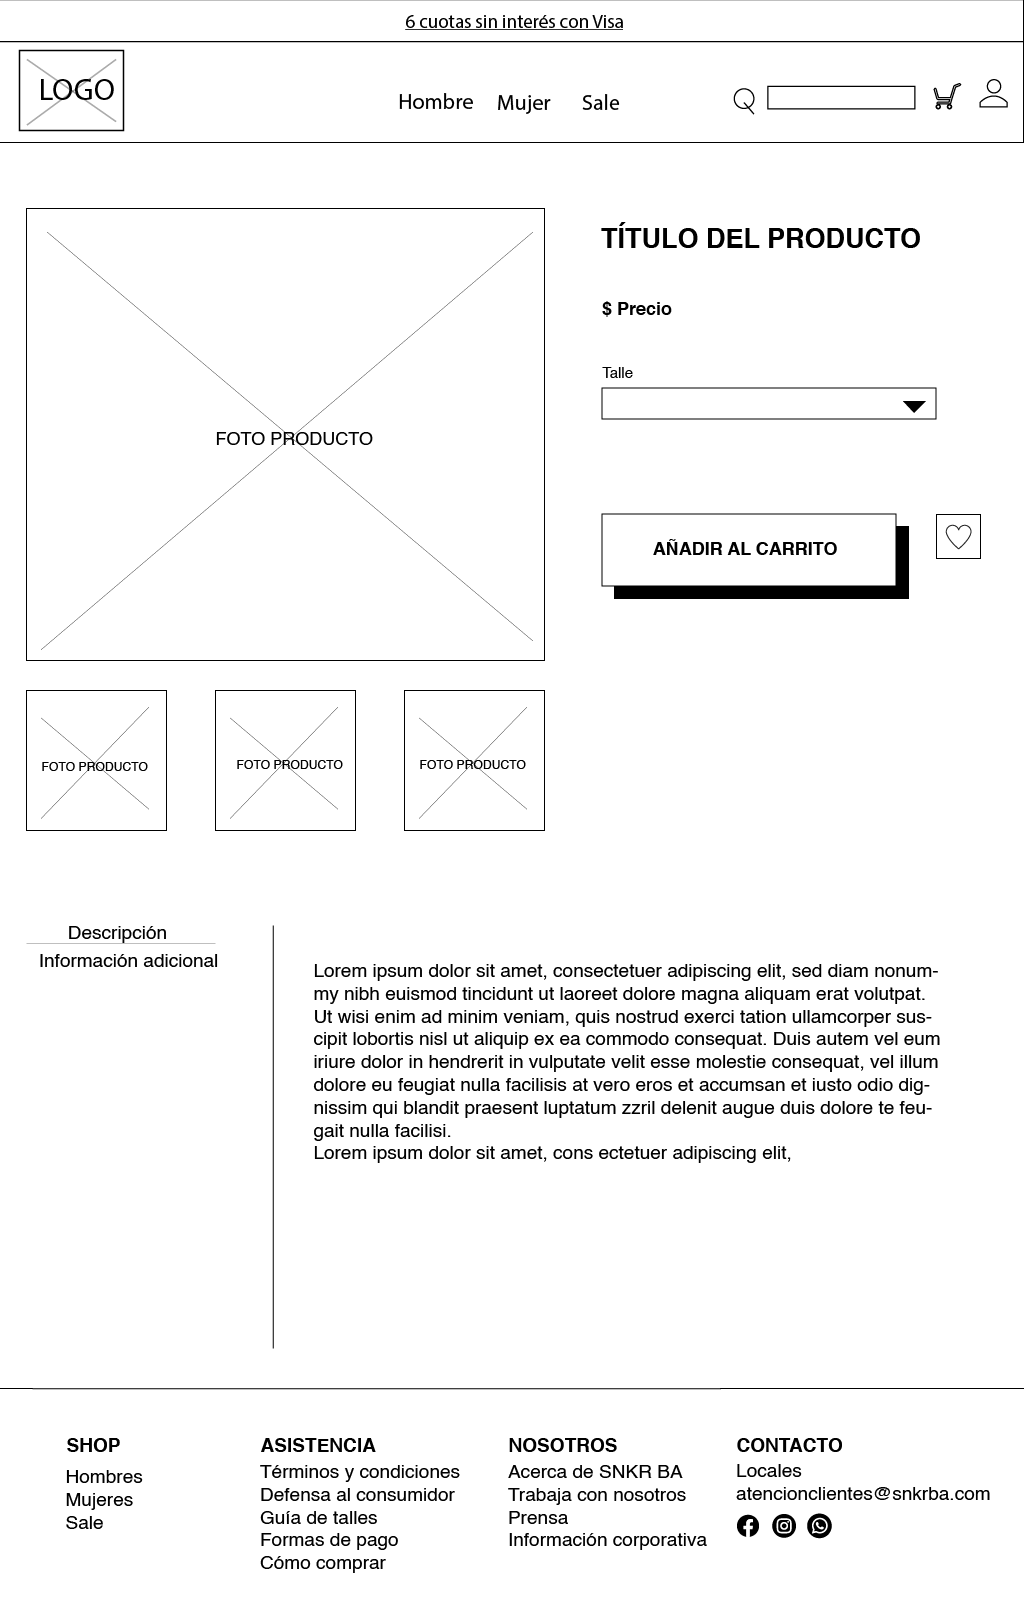 6 cuotas sin interés con Visa
LOGO
Hombre Mujer Sale
TÍTULO DEL PRODUCTO
$ Precio
Talle
FOTO PRODUCTO
AÑADIR AL CARRITO
FOTO PRODUCTO FOTO PRODUCTO FOTO PRODUCTO
Descripción
Información adicional
Lorem ipsum dolor sit amet, consectetuer adipiscing elit, sed diam nonum-
my nibh euismod tincidunt ut laoreet dolore magna aliquam erat volutpat.
Ut wisi enim ad minim veniam, quis nostrud exerci tation ullamcorper sus-
cipit lobortis nisl ut aliquip ex ea commodo consequat. Duis autem vel eum
iriure dolor in hendrerit in vulputate velit esse molestie consequat, vel illum
dolore eu feugiat nulla facilisis at vero eros et accumsan et iusto odio dig-
nissim qui blandit praesent luptatum zzril delenit augue duis dolore te feu-
gait nulla facilisi.
Lorem ipsum dolor sit amet, cons ectetuer adipiscing elit,
SHOP
Hombres
Mujeres
Sale
ASISTENCIA
Términos y condiciones
Defensa al consumidor
Guía de talles
Formas de pago
Cómo comprar
NOSOTROS
Acerca de SNKR BA
Trabaja con nosotros
Prensa
Información corporativa
CONTACTO
Locales
atencionclientes@snkrba.com